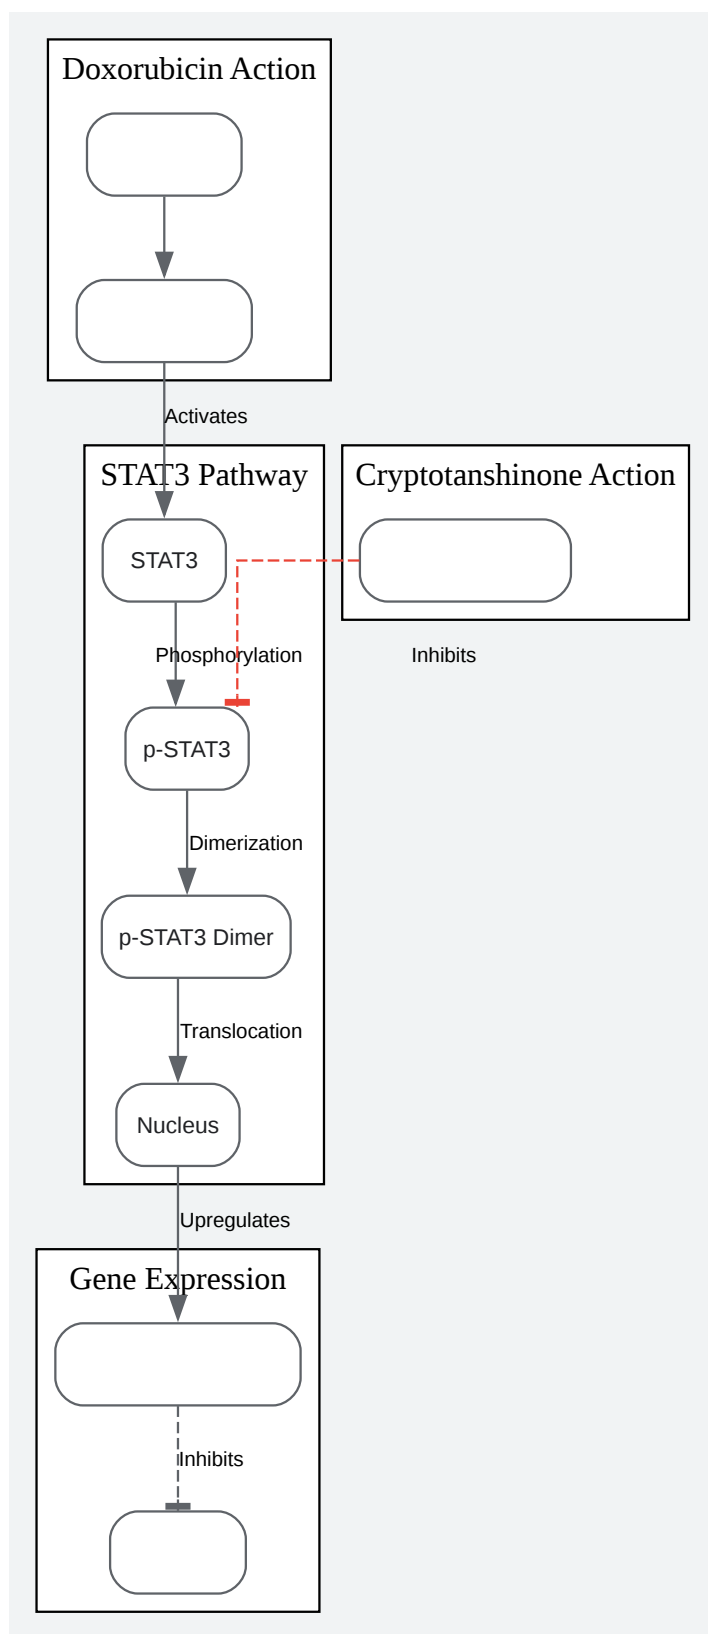 Doxorubicin Action
Activates
STAT3 Pathway
Cryptotanshinone Action
STAT3
Phosphorylation
Inhibits
p-STAT3
Dimerization
p-STAT3 Dimer
Translocation
Nucleus
Upregulates
Gene Expression
Inhibits